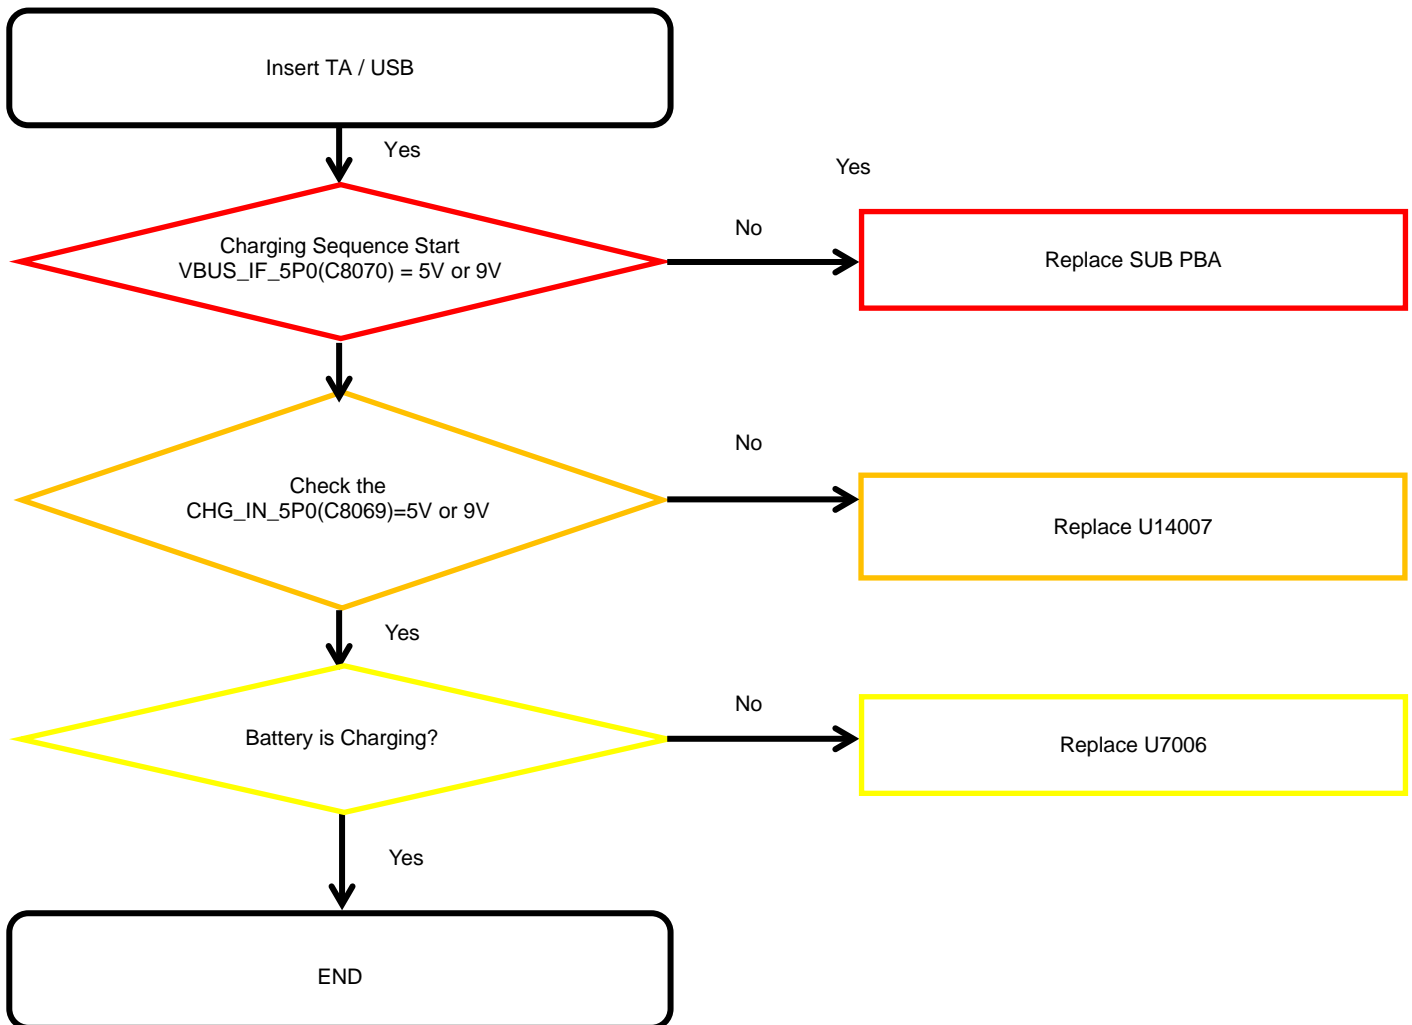 Insert TA / USB
Yes
Yes
Charging Sequence Start
VBUS_IF_5P0(C8070) = 5V or 9V
No
Replace SUB PBA
Check the
CHG_IN_5P0(C8069)=5V or 9V
No
Replace U14007
Yes
Battery is Charging?
No
Replace U7006
Yes
END